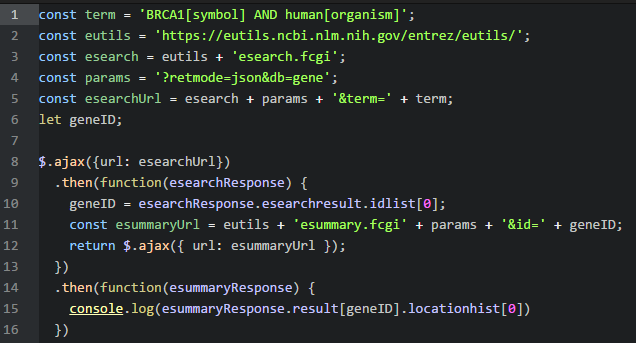 1 const term = 'BRCA1[symbol] AND human[organism]';
2 const eutils = 'https://eutils.ncbi.nlm.nih.gov/entrez/eutils/';
3 const esearch = eutils + 'esearch.fcgi';
4 const params = '?retmode=json&db=gene';
5 const esearchUrl = esearch + params + '&term=' + term;
6 let geneID;
7
8 $.ajax({url: esearchUrl})
9   .then(function(esearchResponse) {
10     geneID = esearchResponse.esearchresult.idlist[0];
11     const esummaryUrl = eutils + 'esummary.fcgi' + params + '&id=' + geneID;
12     return $.ajax({ url: esummaryUrl });
13   })
14   .then(function(esummaryResponse) {
15     console.log(esummaryResponse.result[geneID].locationhist[0])
16   })